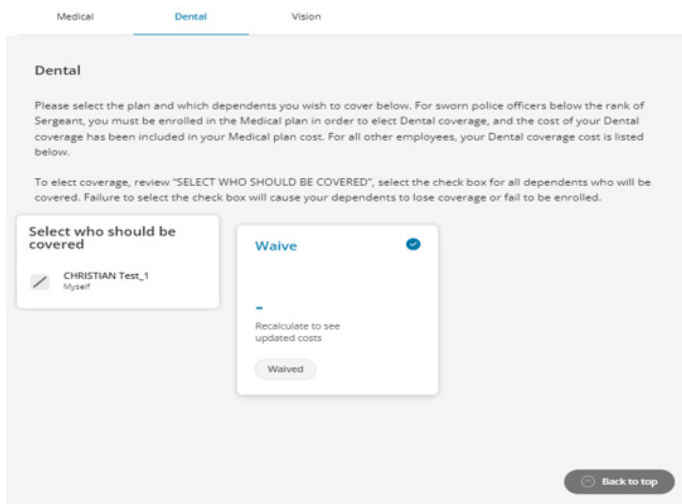 Medical Dental Vision
Dental
Please select the plan and which dependents you wish to cover below. For sworn police officers below the rank of
Sergeant, you must be enrolled in the Medical plan in order to elect Dental coverage, and the cost of your Dental
coverage has been included in your Medical plan cost. For all other employees, your Dental coverage cost is listed
below.
To elect coverage, review "SELECT WHO SHOULD BE COVERED", select the check box for all dependents who will be
covered. Failure to select the check box will cause your dependents to lose coverage or fail to be enrolled.
Select who should be
covered
CHRISTIAN Test_1
Myself
Waive
-
Recalculate to see
updated costs
Waived
Back to top